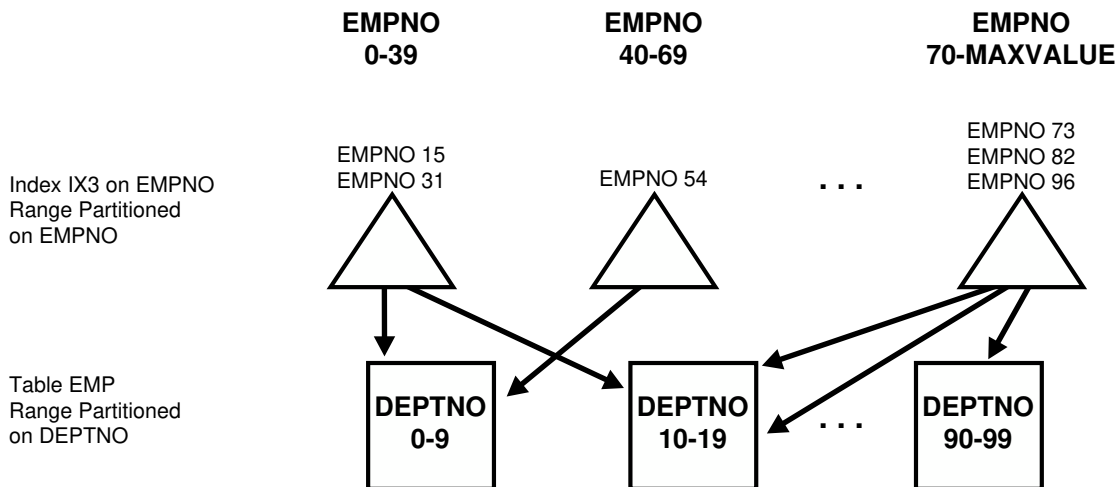 EMPNO
0-39
EMPNO
40-69
EMPNO
70-MAXVALUE
Index IX3 on EMPNO
Range Partitioned
on EMPNO
EMPNO 15
EMPNO 31
EMPNO 54
. . .
EMPNO 73
EMPNO 82
EMPNO 96
Table EMP
Range Partitioned
on DEPTNO
DEPTNO
0-9
DEPTNO
10-19
. . .
DEPTNO
90-99